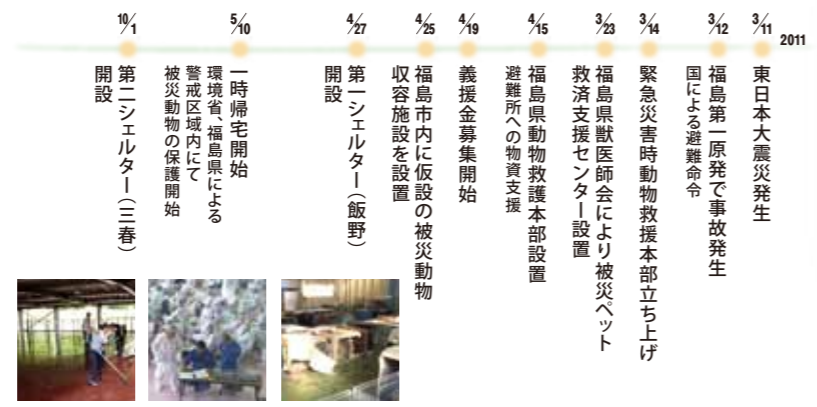 2011
3/11
東日本大震災発生
3/12
福島第一原発で事故発生
国による避難命令
3/14
緊急災害時動物救援本部立ち上げ
3/23
福島県獣医師会により被災ペット
救済支援センター設置
4/15
福島県動物救護本部設置
避難所への物資支援
4/19
義援金募集開始
4/25
福島市内に仮設の被災動物
収容施設を設置
4/27
第一シェルター（飯野）
開設
5/10
一時帰宅開始
環境省、福島県による
警戒区域内にて
被災動物の保護開始
10/1
第二シェルター（三春）
開設